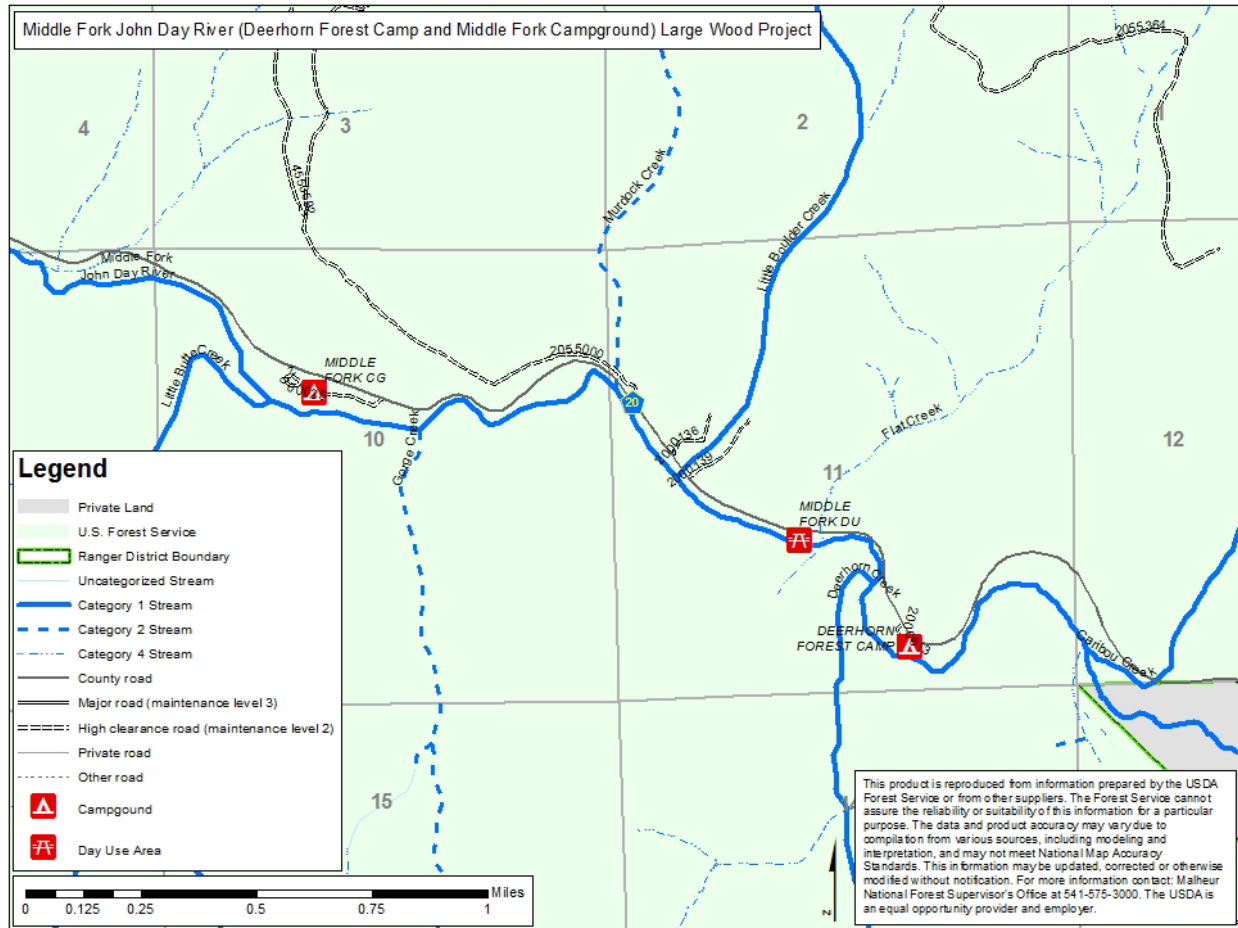 Middle Fork John Day River (Deerhorn Forest Camp and Middle Fork Campground) Large Wood Project
2055364
4
3
2
1
Murdock Creek
Little Boulder Creek
Middle Fork
John Day River
2055000
MIDDLE
FORK CG
Little Butte Creek
20
Gorge Creek
10
Flat Creek
12
2000136
2000139
11
MIDDLE
FORK DU
Deerhorn Creek
DEERHORN
FOREST CAMP
Caribou Creek
15
Legend
Private Land
U.S. Forest Service
Ranger District Boundary
Uncategorized Stream
Category 1 Stream
Category 2 Stream
Category 4 Stream
County road
Major road (maintenance level 3)
High clearance road (maintenance level 2)
Private road
Other road
Campgound
Day Use Area
Miles
0 0.125 0.25 0.5 0.75 1
z
This product is reproduced from information prepared by the USDA
Forest Service or from other suppliers. The Forest Service cannot
assure the reliability or suitability of this information for a particular
purpose. The data and product accuracy may vary due to
compilation from various sources, including modeling and
interpretation, and may not meet National Map Accuracy
Standards. This information may be updated, corrected or otherwise
modified without notification. For more information contact: Malheur
National Forest Supervisor's Office at 541-575-3000. The USDA is
an equal opportunity provider and employer.